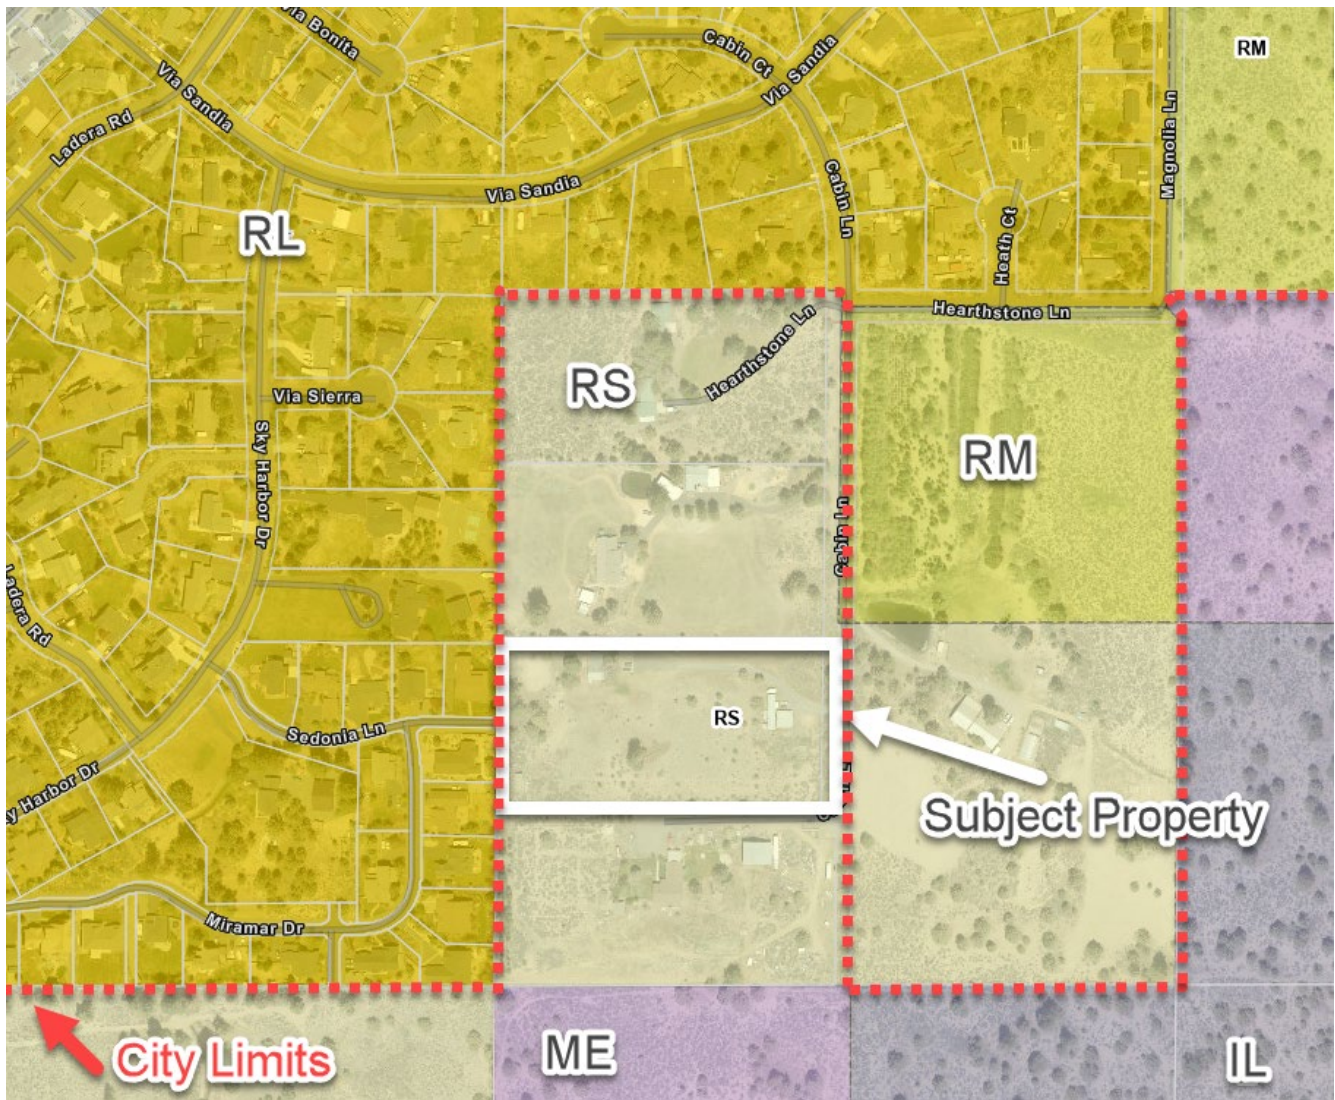 Via Bonita
Cabin Ct
Via Sandia
RM
Via Sandia
Ladera Rd
Magnolia Ln
Via Sandia
Cabin Ln
RL
Heath Ct
Hearthstone Ln
Hearthstone Ln
RS
Via Sierra
RM
Sky Harbor Dr
Cabin Ln
Ladera Rd
RS
Sedonia Ln
Harbor Dr
Subject Property
Miramar Dr
City Limits
ME
IL